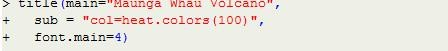 > title(main="Maunga Whau Volcano",
+   sub = "col=heat.colors(100)",
+   font.main=4)